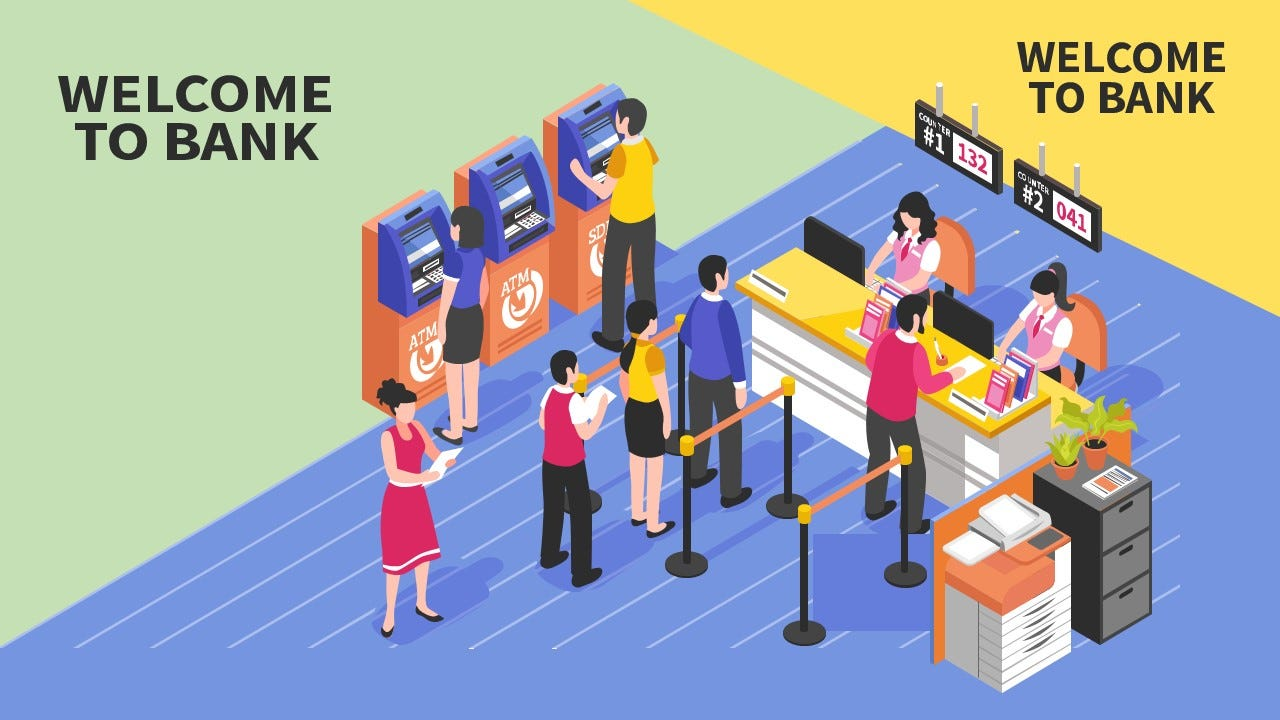 WELCOME
TO BANK
WELCOME
TO BANK
COUNTER
#1
132
COUNTER
#2
041
ATM
ATM